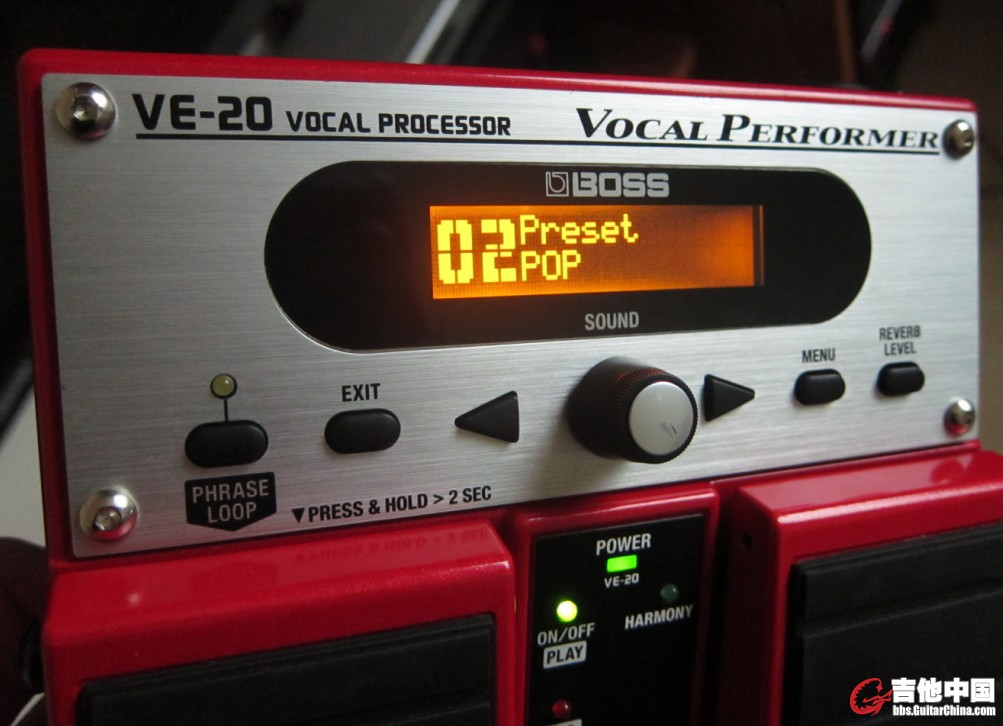 VE-20 VOCAL PROCESSOR
VOCAL PERFORMER
BOSS
02 Preset
POP
SOUND
REVERB
LEVEL
MENU
EXIT
PHRASE
LOOP
▼PRESS & HOLD > 2 SEC
POWER
VE-20
HARMONY
ON/OFF
PLAY
吉他中国
bbs.GuitarChina.com